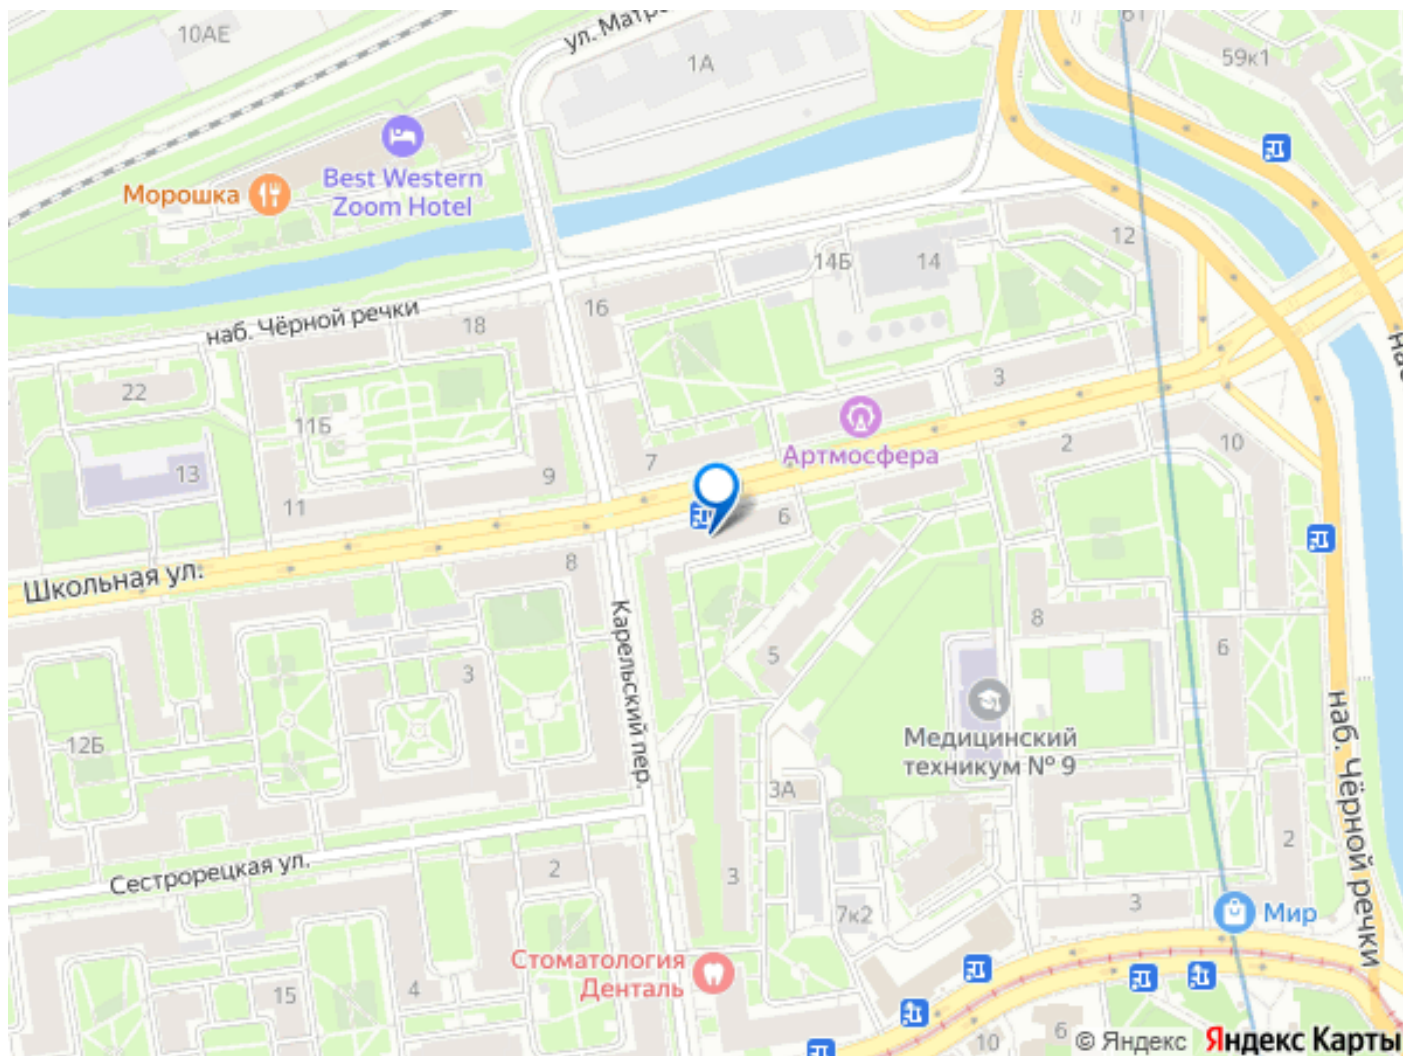 10АЕ
ул. Матро
1А
61
59к1
Best Western
Zoom Hotel
Морошка
12
14Б
14
16
наб. Чёрной речки
18
22
3
11Б
Артмосфера
2
10
13
7
9
11
6
8
Школьная ул.
Карельский пер.
5
8
6
3
12Б
Медицинский
техникум № 9
наб. Чёрной речки
3А
Сестрорецкая ул.
2
3
2
7к2
3
Мир
Стоматология
Денталь
15
4
10
6
© Яндекс
Яндекс Карты